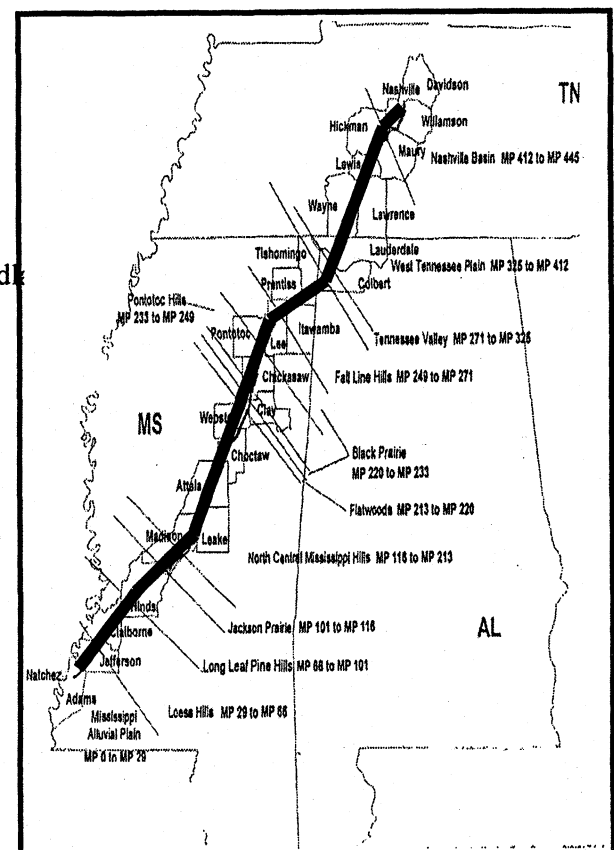 Davidson
Nashville
TN
Willamson
Hickman
Maury
Nashville Basin MP 412 to MP 445
Lewis
Wayne
Lawrence
Lauderdale
Tishomingo
West Tennessee Plain MP 325 to MP 412
Colbert
Prentiss
Pontotoc Hills
MP 233 to MP 249
Itawamba
Pontotoc
Tennessee Valley MP 271 to MP 325
Lee
Fall Line Hills MP 249 to MP 271
Chickasaw
MS
Clay
Choctaw
Black Prairie
MP 220 to MP 233
Attala
Flatwoods MP 213 to MP 220
Madison
Leake
North Central Mississippi Hills MP 116 to MP 213
Hinds
Claiborne
Jackson Prairie MP 101 to MP 116
AL
Jefferson
Long Leaf Pine Hills MP 66 to MP 101
Natchez
Adams
Loess Hills MP 29 to MP 66
Mississippi
Alluvial Plain
MP 0 to MP 29